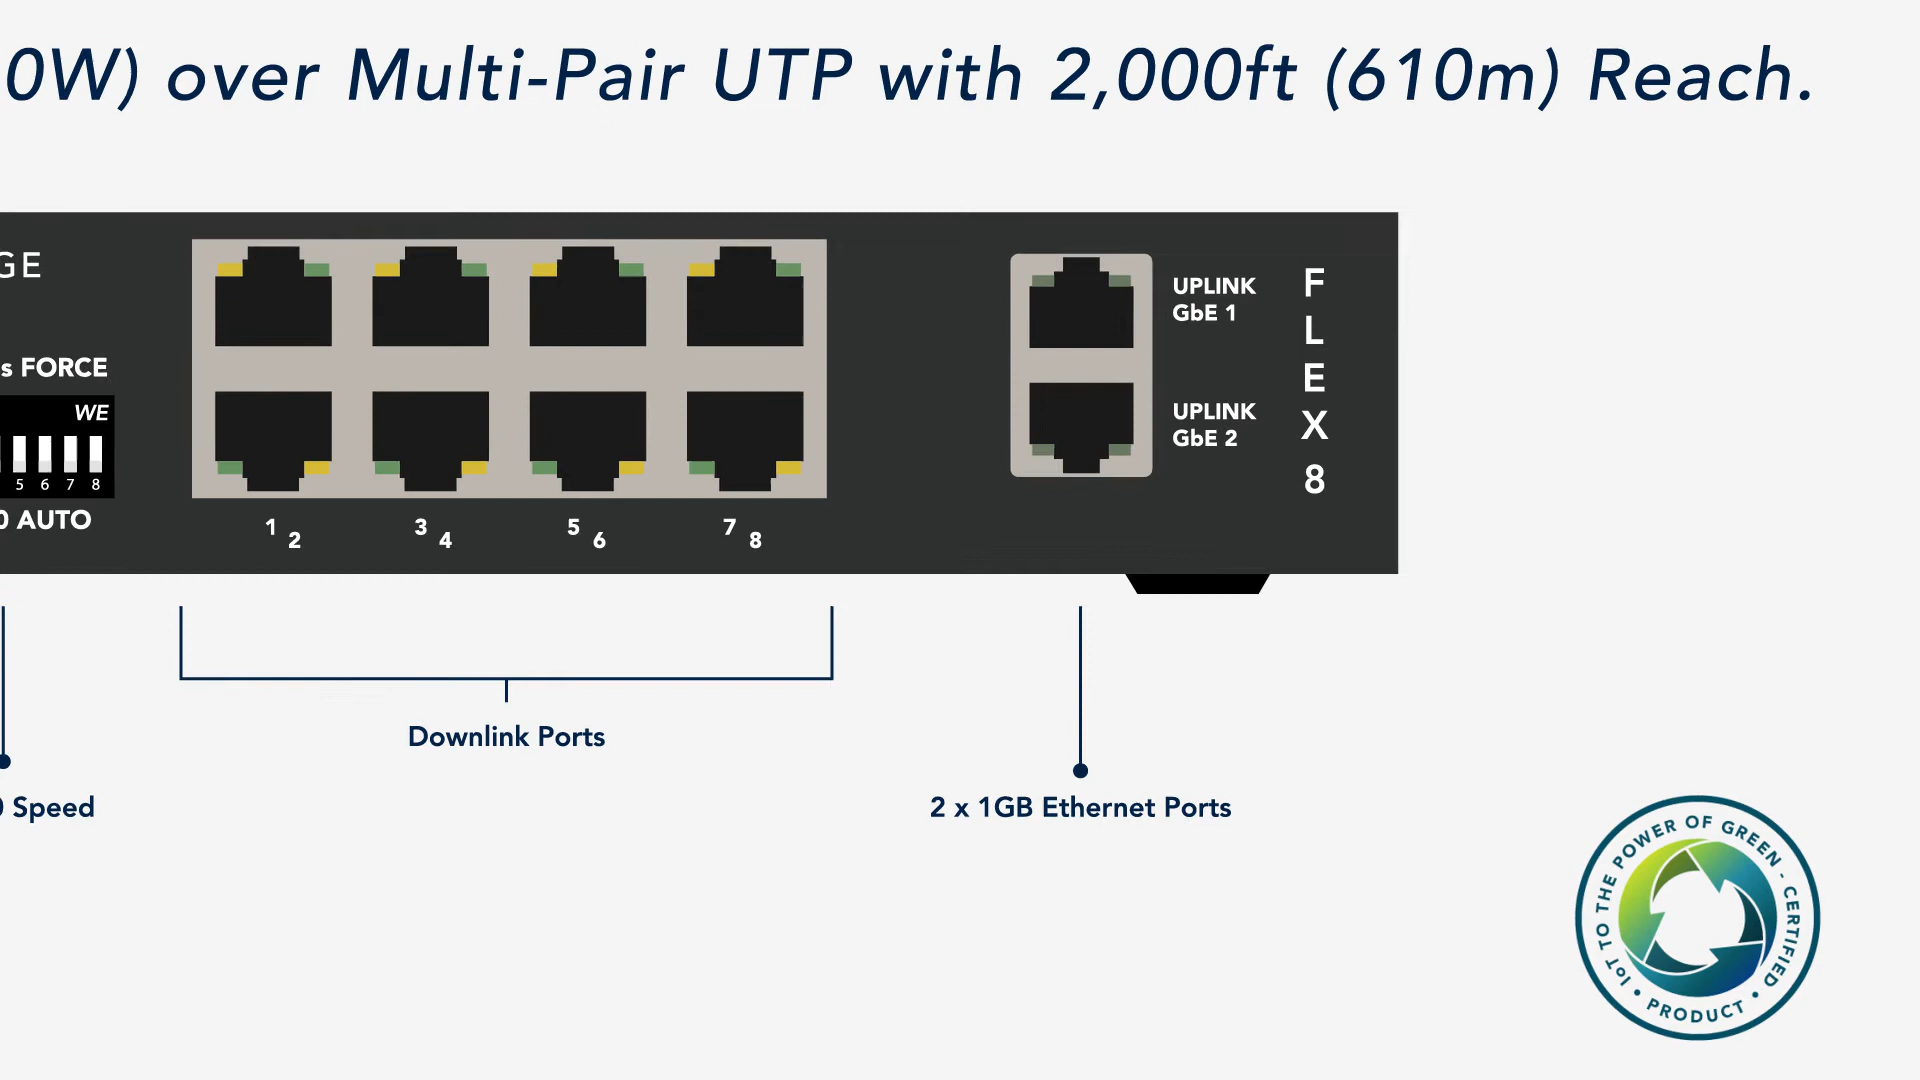 0W) over Multi-Pair UTP with 2,000ft (610m) Reach.
GE
s FORCE
WE
5 6 7 8
0 AUTO
1 2 3 4 5 6 7 8
UPLINK
GbE 1
UPLINK
GbE 2
F
L
E
X
8
Speed
Downlink Ports
2 x 1GB Ethernet Ports
IoT TO THE POWER OF GREEN - CERTIFIED
• PRODUCT •